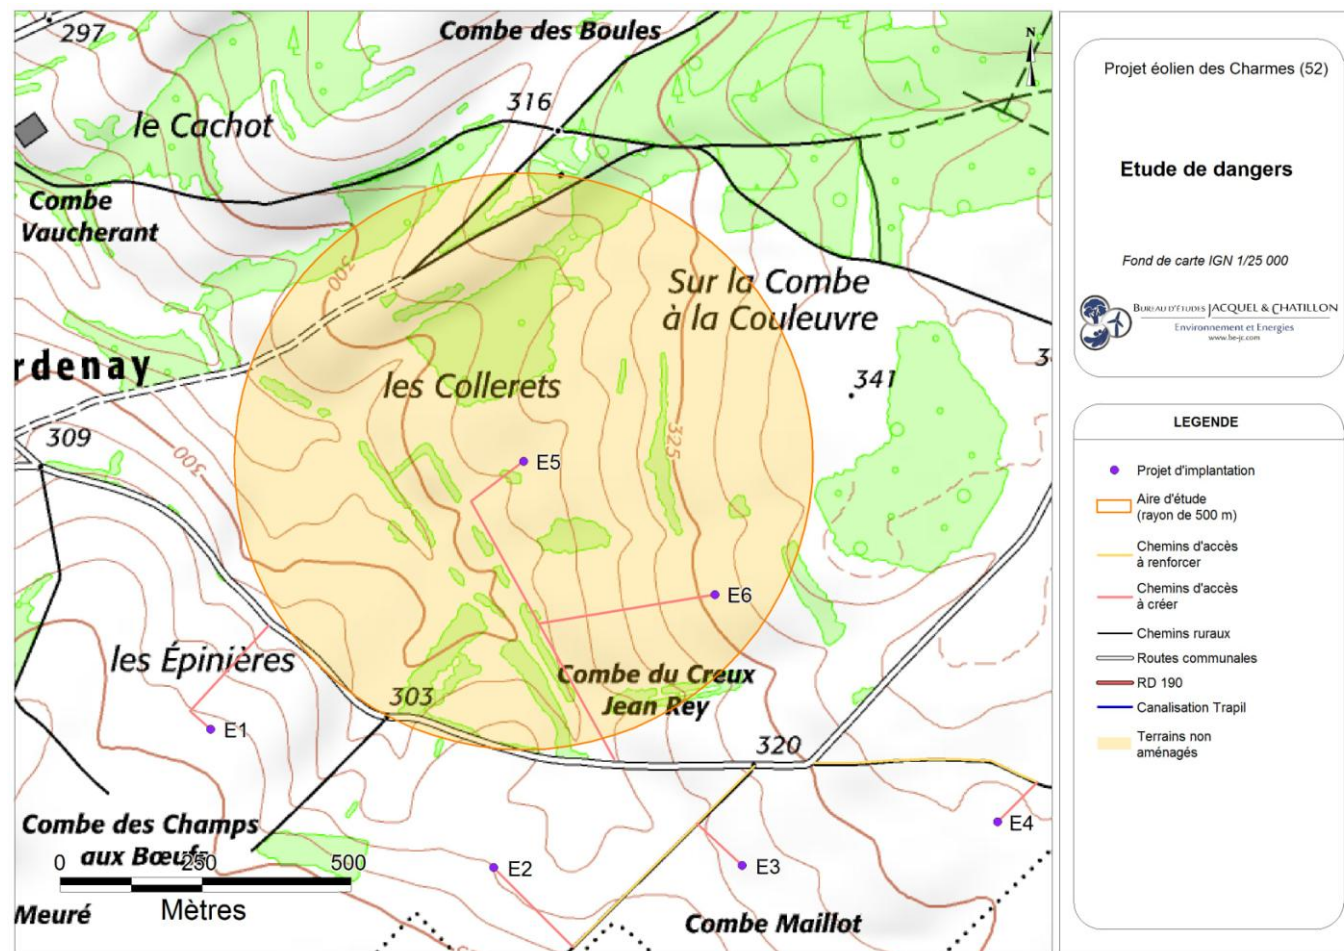 297
Combe des Boules
N
316
le Cachot
Combe
Vaucherant
300
Sur la Combe
à la Couleuvre
rdenay
les Collerets
341
3
309
300
325
E5
E6
les Épinières
Combe du Creux
Jean Rey
303
E1
320
E4
Combe des Champs
aux Bœufs
0 250 500
Mètres
E2
E3
Meuré
Combe Maillot
Projet éolien des Charmes (52)
Etude de dangers
Fond de carte IGN 1/25 000
BUREAU D'ÉTUDES JACQUEL & CHATILLON
Environnement et Energies
www.be-jc.com
LEGENDE
Projet d'implantation
Aire d'étude
(rayon de 500 m)
Chemins d'accès
à renforcer
Chemins d'accès
à créer
Chemins ruraux
Routes communales
RD 190
Canalisation Trapil
Terrains non
aménagés